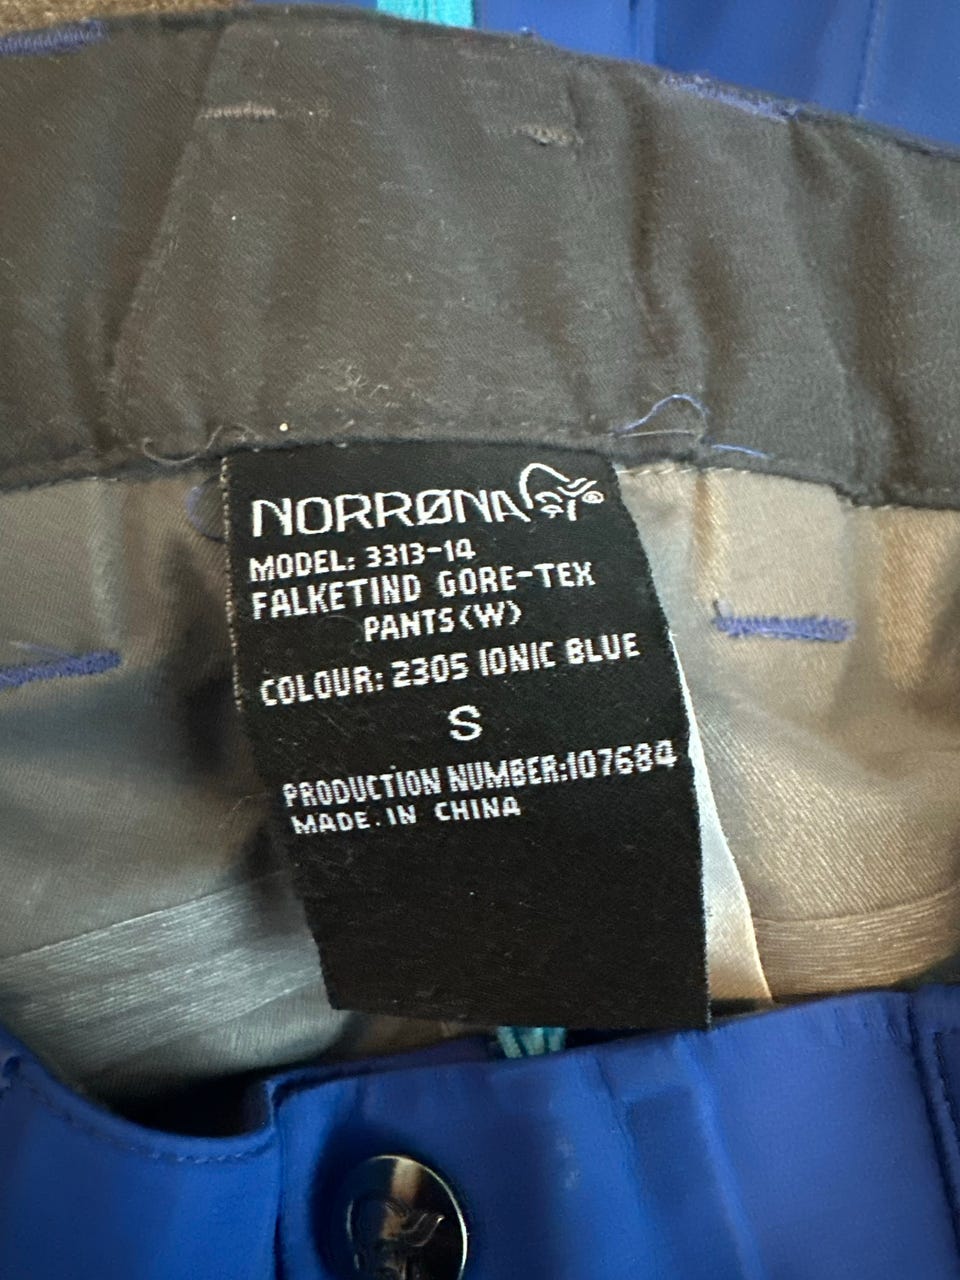 NORRØNA®
MODEL: 3313-14
FALKETIND GORE-TEX
PANTS(W)
COLOUR: 2305 IONIC BLUE
S
PRODUCTION NUMBER:107684
MADE.IN CHINA